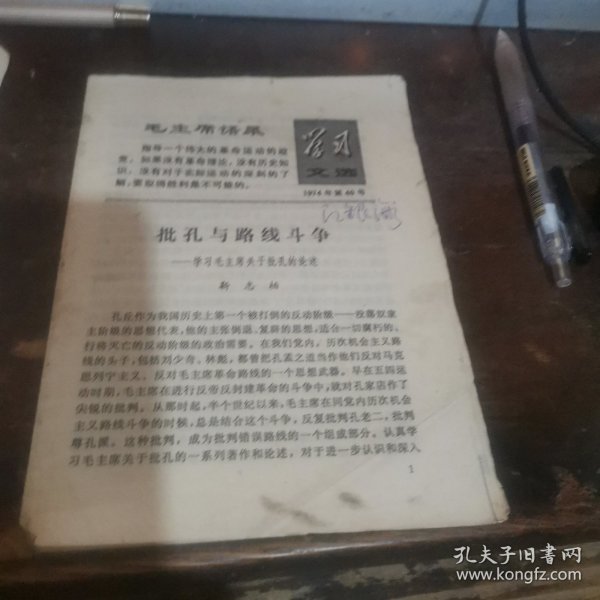 毛主席语录
指导一个伟大的革命运动的政
党，如果没有革命理论，没有历史知
识，没有对于实际运动的深刻的了
解，要取得胜利是不可能的。
学习
文选
1974年第40号
批孔与路线斗争
——学习毛主席关于批孔的论述
靳志柏
孔丘作为我国历史上第一个被打倒的反动阶级——没落奴隶
主阶级的思想代表，他的主张倒退、复辟的思想，适合一切腐朽的、
行将灭亡的反动阶级的政治需要。在我们党内，历次机会主义路
线的头子，包括刘少奇、林彪，都曾把孔孟之道当作他们反对马克
思列宁主义、反对毛主席革命路线的一个思想武器。早在五四运
动时期，毛主席在进行反帝反封建革命的斗争中，就对孔家店作了
尖锐的批判。从那时起，半个世纪以来，毛主席在同党内历次机会
主义路线斗争的时候，总是结合这个斗争，反复批判孔老二，批判
尊孔派。这种批判，成为批判错误路线的一个组成部分。认真学
习毛主席关于批孔的一系列著作和论述，对于进一步认识和深入
1
孔夫子旧书网
www.kongfz.com